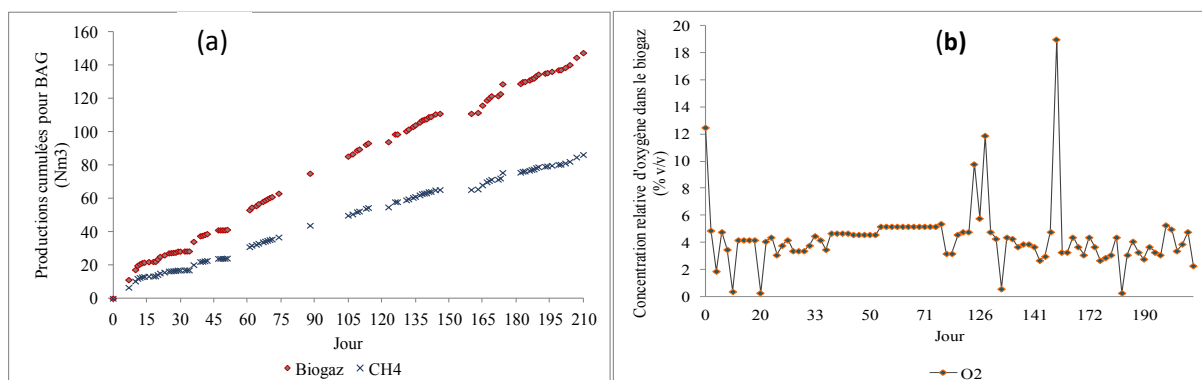 (a)
Productions cumulées pour BAG
(Nm3)
160
140
120
100
80
60
40
20
0
0 15 30 45 60 75 90 105 120 135 150 165 180 195 210
Jour
Biogaz CH4
(b)
Concentration relative d'oxygène dans le biogaz
(% v/v)
20
18
16
14
12
10
8
6
4
2
0
0 20 33 50 71 126 141 172 190
Jour
O2